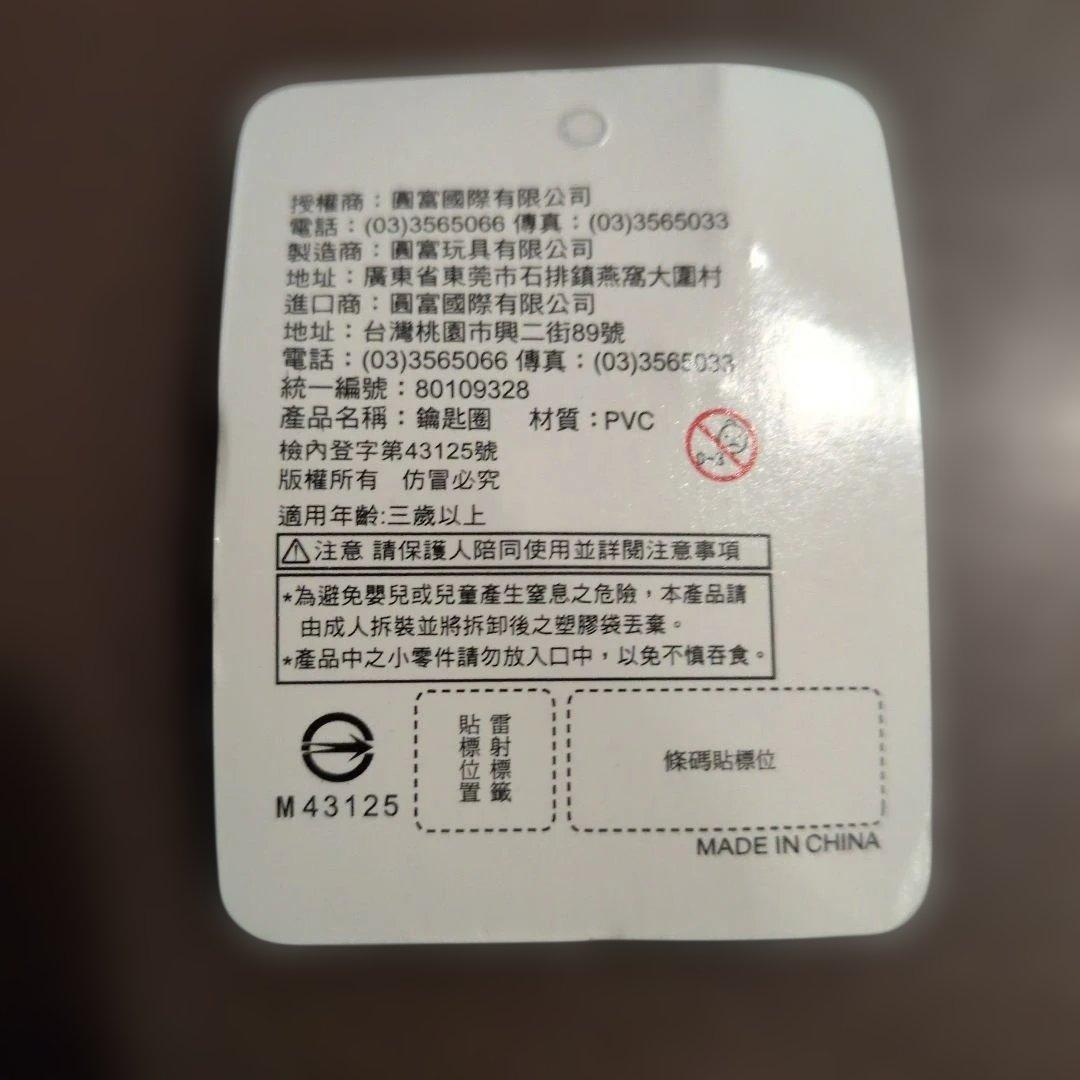 授權商：圓富國際有限公司
電話：(03)3565066 傳真：(03)3565033
製造商：圓富玩具有限公司
地址：廣東省東莞市石排鎮燕窩大圍村
進口商：圓富國際有限公司
地址：台灣桃園市興二街89號
電話：(03)3565066 傳真：(03)3565033
統一編號：80109328
產品名稱：鑰匙圈 材質：PVC
0-3
檢內登字第43125號
版權所有 仿冒必究
適用年齡:三歲以上
注意 請保護人陪同使用並詳閱注意事項
*為避免嬰兒或兒童產生窒息之危險，本產品請
由成人拆裝並將拆卸後之塑膠袋丟棄。
*產品中之小零件請勿放入口中，以免不慎吞食。
雷射標籤
貼標位置
條碼貼標位
M43125
MADE IN CHINA